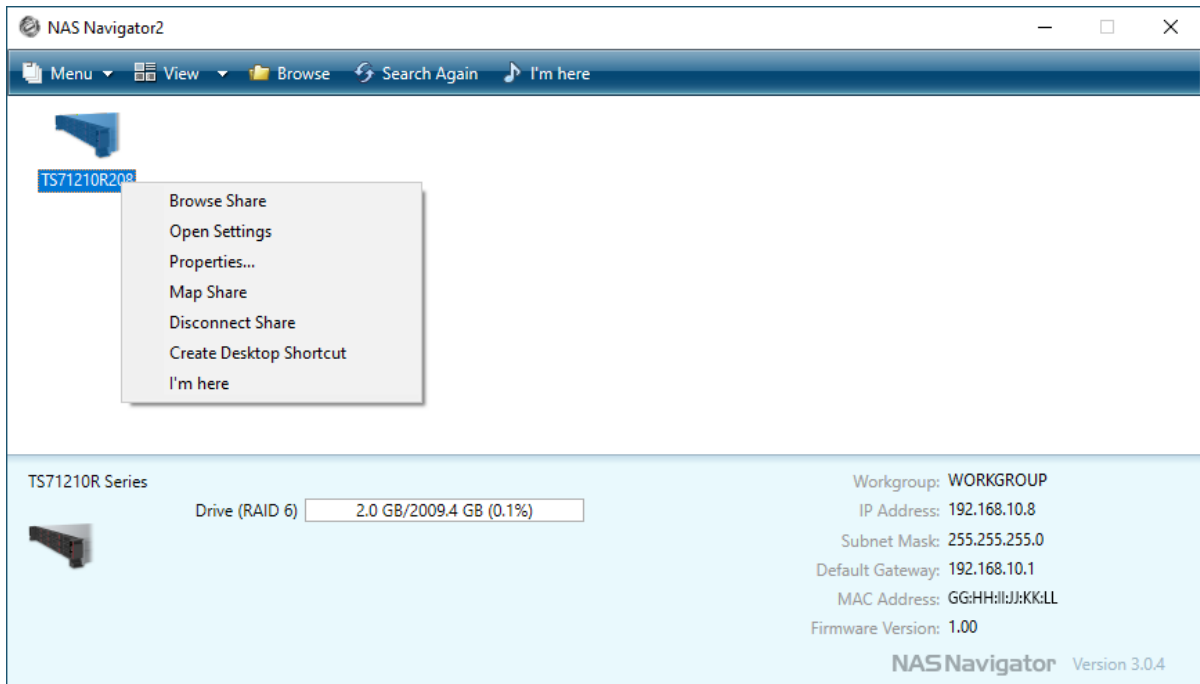 NAS Navigator2
Menu View Browse Search Again I'm here
TS71210R208
Browse Share
Open Settings
Properties...
Map Share
Disconnect Share
Create Desktop Shortcut
I'm here
TS71210R Series
Drive (RAID 6) 2.0 GB/2009.4 GB (0.1%)
Workgroup: WORKGROUP
IP Address: 192.168.10.8
Subnet Mask: 255.255.255.0
Default Gateway: 192.168.10.1
MAC Address: GG:HH:II:JJ:KK:LL
Firmware Version: 1.00
NAS Navigator Version 3.0.4